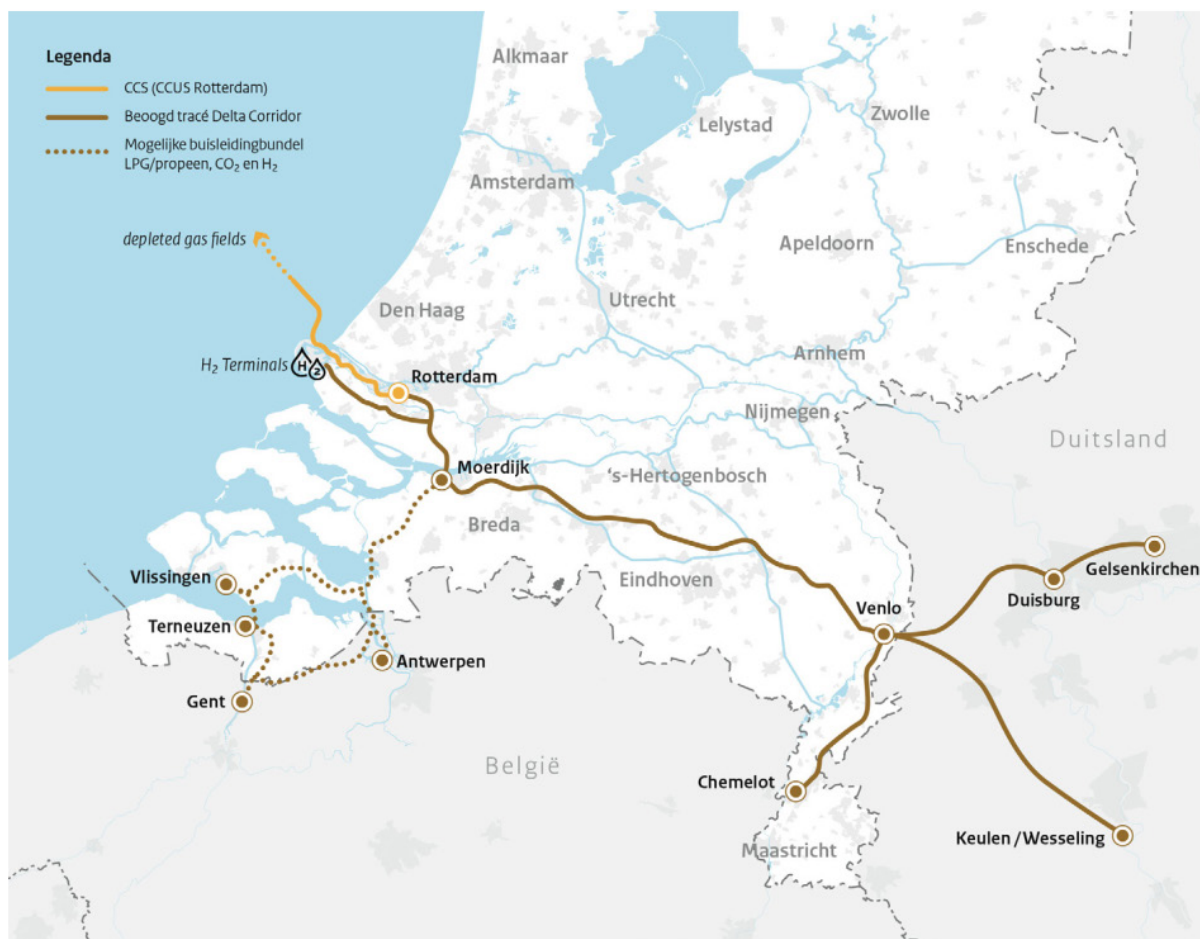 Legenda
CCS (CCUS Rotterdam)
Beoogd tracé Delta Corridor
Mogelijke buisleidingbundel
LPG/propeen, CO₂ en H₂
Alkmaar
Zwolle
Lelystad
Amsterdam
depleted gas fields
Apeldoorn
Enschede
Den Haag
Utrecht
Arnhem
H₂ Terminals
H 2
Rotterdam
Nijmegen
Duitsland
Moerdijk
's-Hertogenbosch
Breda
Vlissingen
Eindhoven
Gelsenkirchen
Duisburg
Venlo
Terneuzen
Antwerpen
Gent
België
Chemelot
Keulen/Wesseling
Maastricht